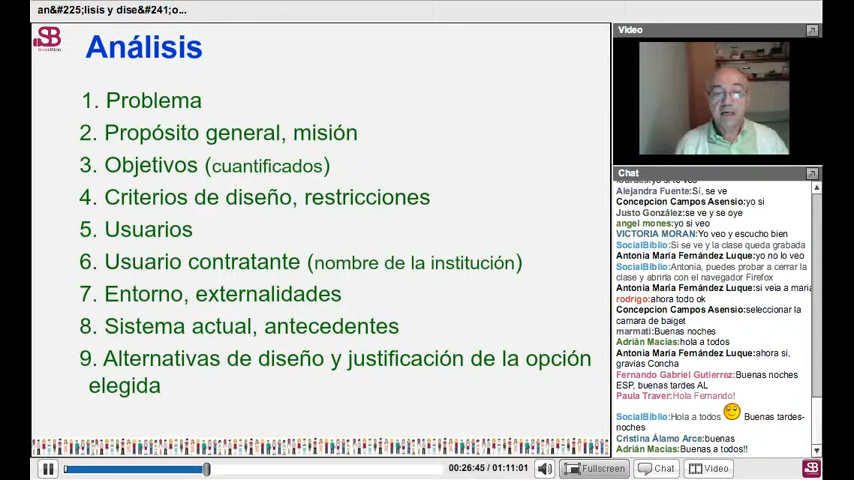 an&#225;lisis y dise&#241;o...
SB
SocialBiblio
Análisis
1. Problema
2. Propósito general, misión
3. Objetivos (cuantificados)
4. Criterios de diseño, restricciones
5. Usuarios
6. Usuario contratante (nombre de la institución)
7. Entorno, externalidades
8. Sistema actual, antecedentes
9. Alternativas de diseño y justificación de la opción
elegida
00:26:45 / 01:11:01
Fullscreen
Chat
Video
Video
Chat
Alejandra Fuente:Sí, se ve
Concepcion Campos Asensio:yo si
Justo González:se ve y se oye
angel mones:yo si veo
VICTORIA MORAN:Yo veo y escucho bien
SocialBiblio:Si se ve y la clase queda grabada
Antonia María Fernández Luque:yo no lo veo
SocialBiblio:Antonia, puedes probar a cerrar la
clase y abrirla con el navegador Firefox
Antonia María Fernández Luque:si veia a maria
rodrigo:ahora todo ok
Concepcion Campos Asensio:seleccionar la
camara de baiget
marmati:Buenas noches
Adrián Macías:hola a todos
Antonia María Fernández Luque:ahora si,
gravias Concha
Fernando Gabriel Gutierrez:Buenas noches
ESP, buenas tardes AL
Paula Traver:Hola Fernando!
SocialBiblio:Hola a todos Buenas tardes-
noches
Cristina Álamo Arce:buenas
Adrián Macías:Buenas a todos!!
SB